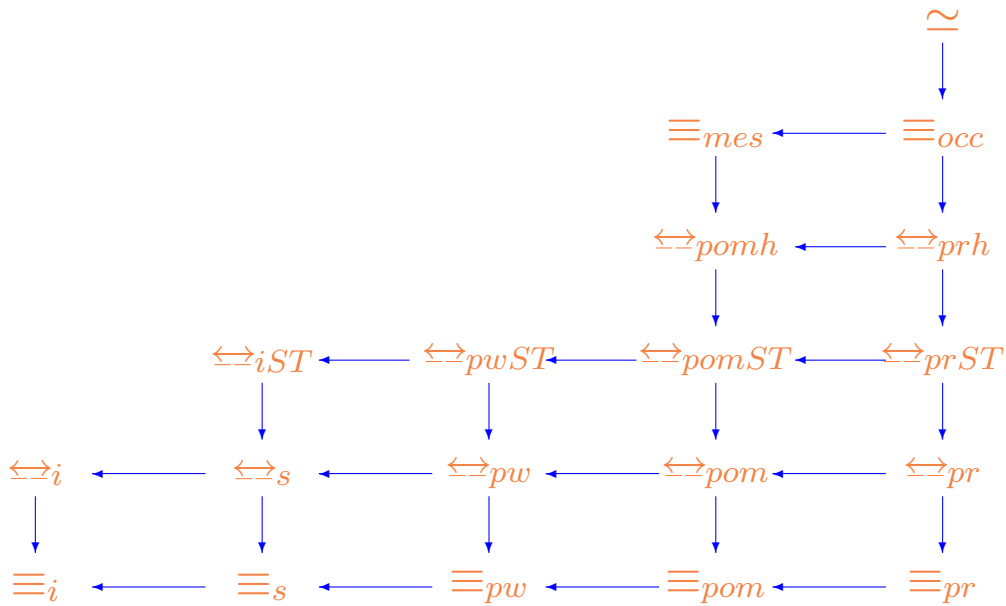 ≃
≡mes ≡occ
↔pomh ↔prh
↔iST ↔pwST ↔pomST ↔prST
↔i ↔s ↔pw ↔pom ↔pr
≡i ≡s ≡pw ≡pom ≡pr